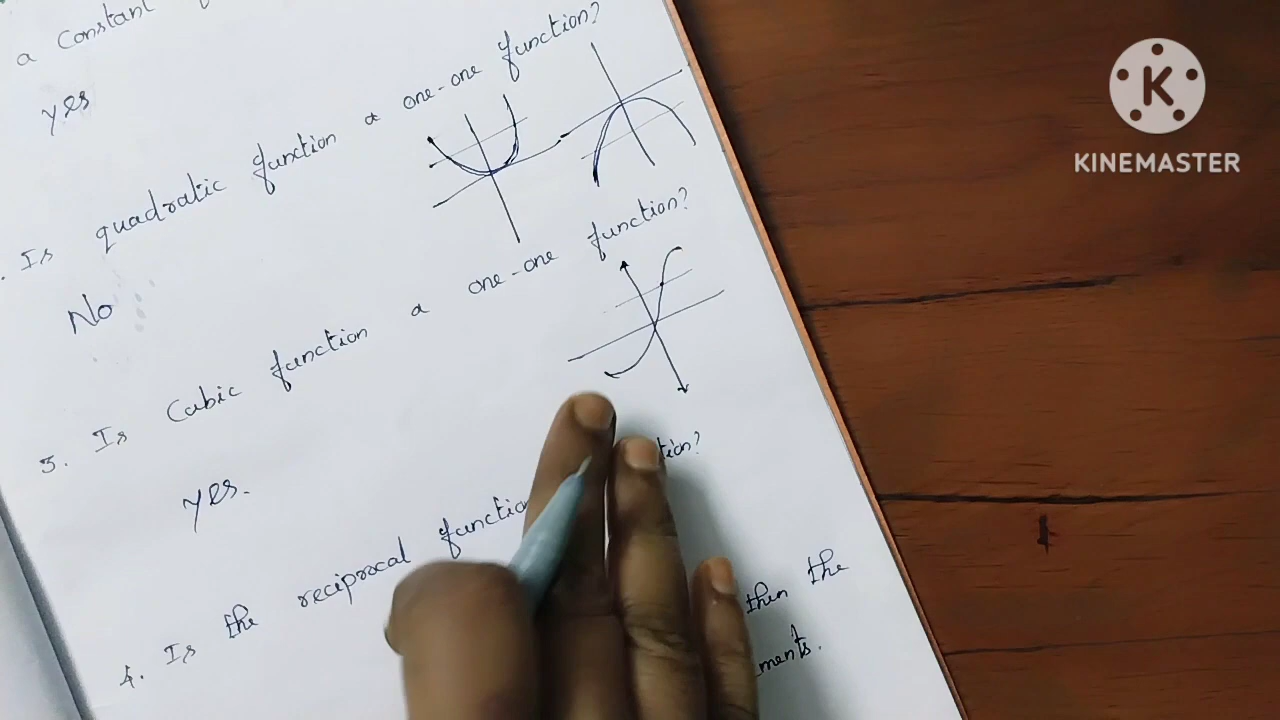 a Constant
yes
. Is quadratic function a one-one function?
No
3. Is Cubic function a one-one function?
yes.
4. Is the reciprocal function tion?
then the
ments.
K
KINEMASTER